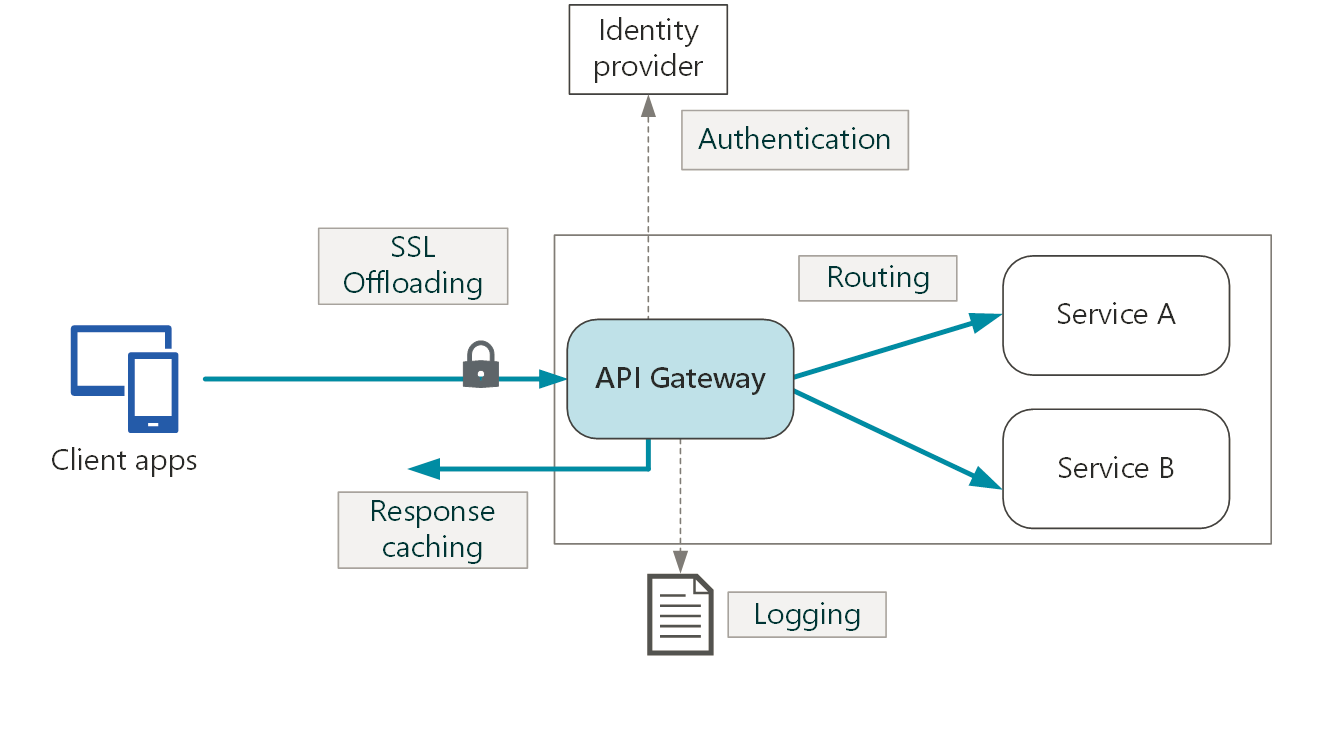 Identity
provider
Authentication
SSL
Offloading
Routing
Service A
API Gateway
Client apps
Service B
Response
caching
Logging